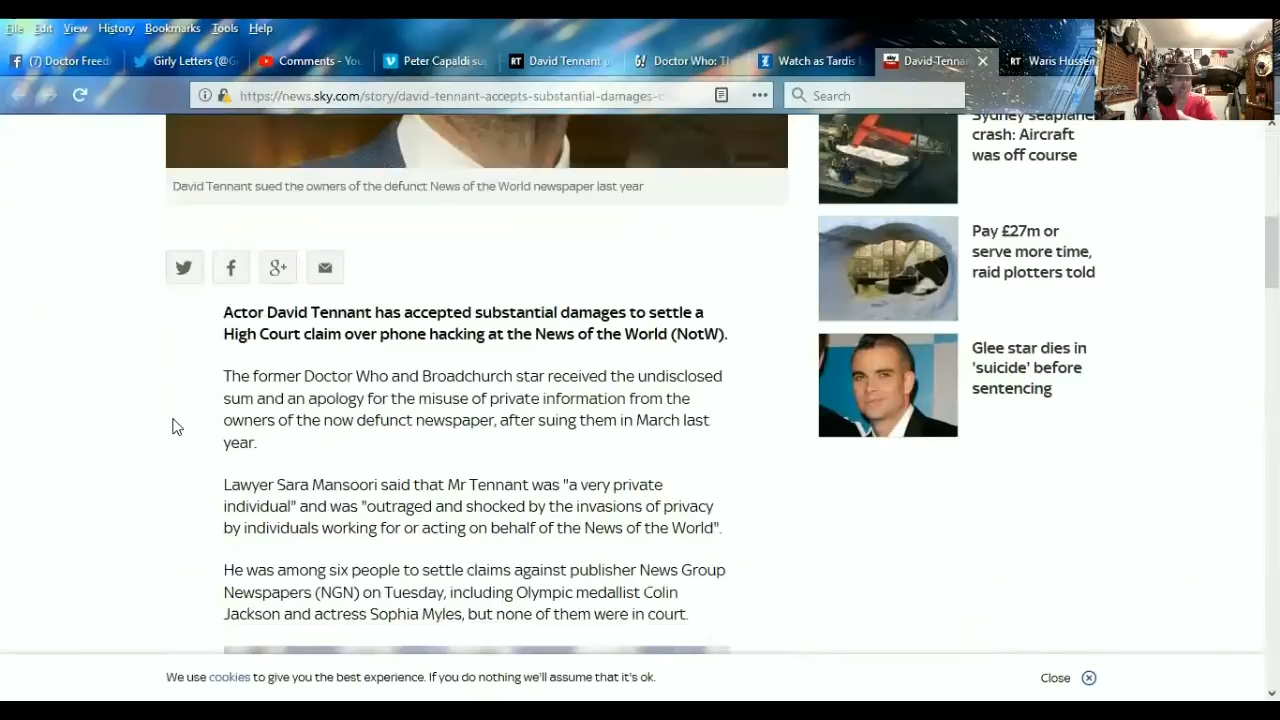 File Edit View History Bookmarks Tools Help
(7) Doctor Freed
Girly Letters (@G
Comments - You
Peter Capaldi su
David Tennant
Doctor Who: Th
Watch as Tardis
David Tenna
Waris Hussein
https://news.sky.com/story/david-tennant-accepts-substantial-damages-
Search
Sydney seaplane
crash: Aircraft
was off course
David Tennant sued the owners of the defunct News of the World newspaper last year
Pay £27m or
serve more time,
raid plotters told
Actor David Tennant has accepted substantial damages to settle a
High Court claim over phone hacking at the News of the World (NotW).
Glee star dies in
'suicide' before
sentencing
The former Doctor Who and Broadchurch star received the undisclosed
sum and an apology for the misuse of private information from the
owners of the now defunct newspaper, after suing them in March last
year.
Lawyer Sara Mansoori said that Mr Tennant was "a very private
individual" and was "outraged and shocked by the invasions of privacy
by individuals working for or acting on behalf of the News of the World".
He was among six people to settle claims against publisher News Group
Newspapers (NGN) on Tuesday, including Olympic medallist Colin
Jackson and actress Sophia Myles, but none of them were in court.
We use cookies to give you the best experience. If you do nothing we'll assume that it's ok.
Close